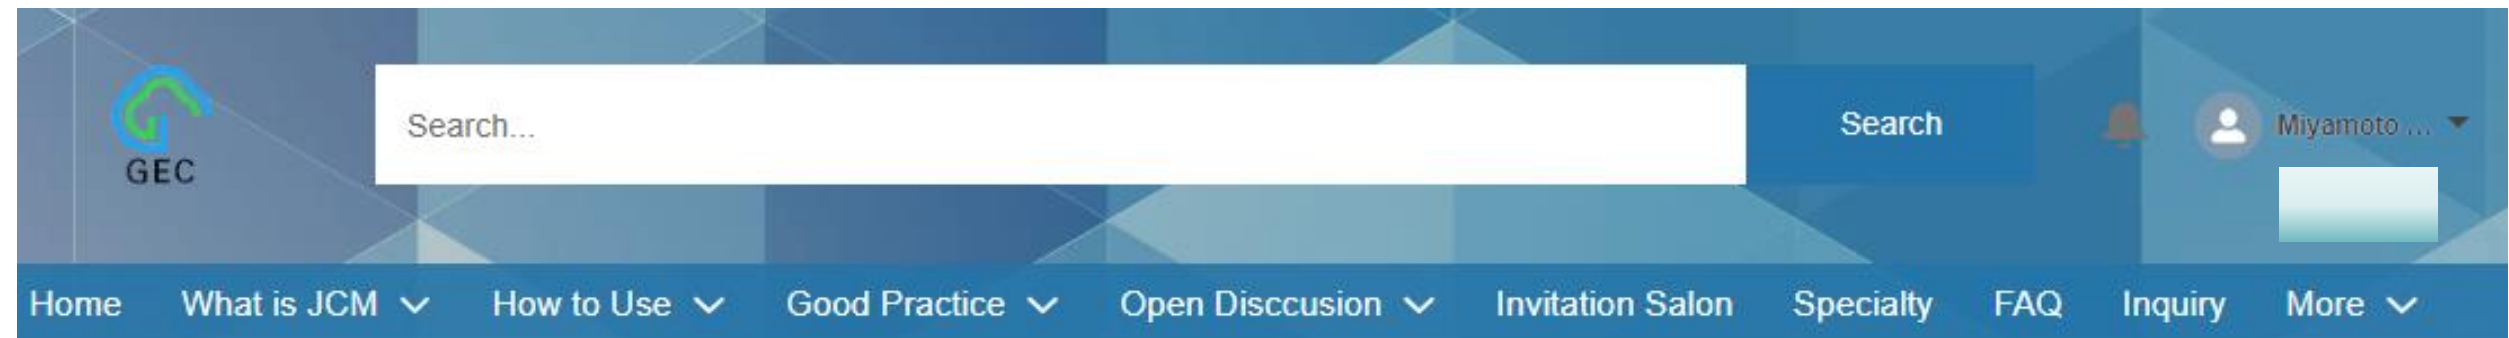 GEC
Search...
Search
Miyamoto ...
Home What is JCM How to Use Good Practice Open Disccusion Invitation Salon Specialty FAQ Inquiry More